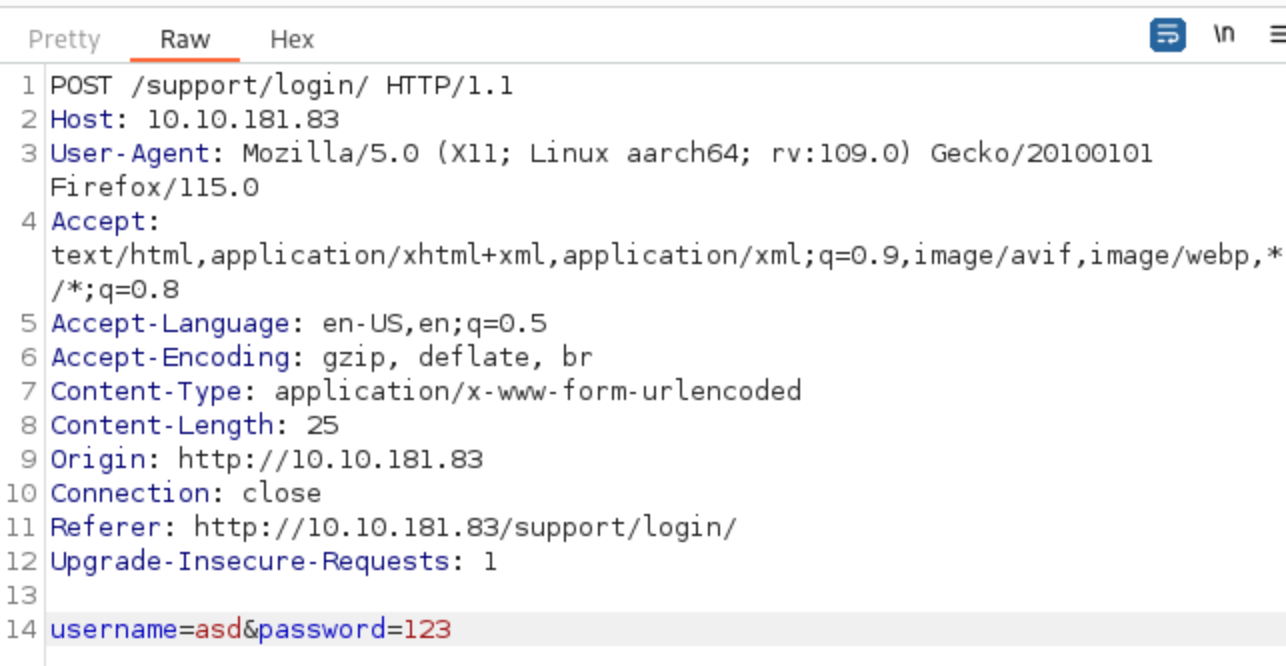 Pretty Raw Hex \n
1 POST /support/login/ HTTP/1.1
2 Host: 10.10.181.83
3 User-Agent: Mozilla/5.0 (X11; Linux aarch64; rv:109.0) Gecko/20100101
Firefox/115.0
4 Accept:
text/html,application/xhtml+xml,application/xml;q=0.9,image/avif,image/webp,*
/*;q=0.8
5 Accept-Language: en-US,en;q=0.5
6 Accept-Encoding: gzip, deflate, br
7 Content-Type: application/x-www-form-urlencoded
8 Content-Length: 25
9 Origin: http://10.10.181.83
10 Connection: close
11 Referer: http://10.10.181.83/support/login/
12 Upgrade-Insecure-Requests: 1
13
14 username=asd&password=123